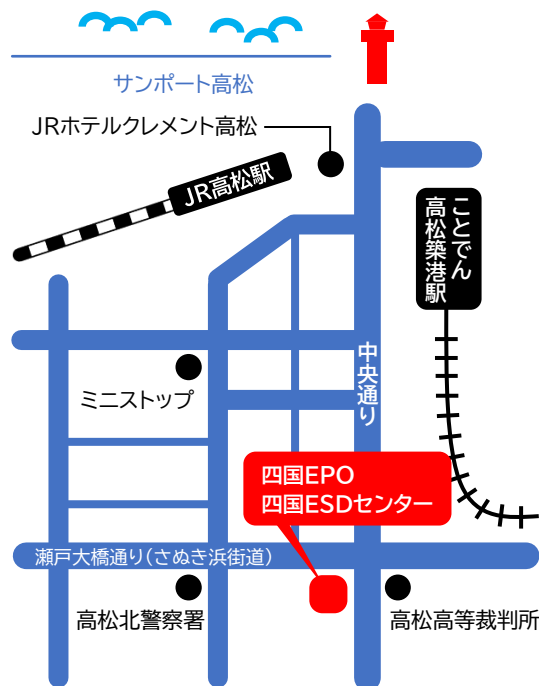 サンポート高松
JRホテルクレメント高松
JR高松駅
ことでん
高松築港駅
中央通り
ミニストップ
四国EPO
四国ESDセンター
瀬戸大橋通り(さぬき浜街道)
高松北警察署
高松高等裁判所